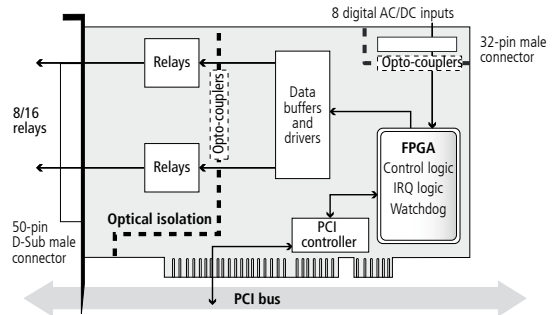 8 digital AC/DC inputs
32-pin male
connector
Opto-couplers
Relays
Opto-couplers
Data
buffers
and
drivers
8/16
relays
FPGA
Control logic
IRQ logic
Watchdog
Relays
50-pin
D-Sub male
connector
Optical isolation
PCI
controller
PCI bus